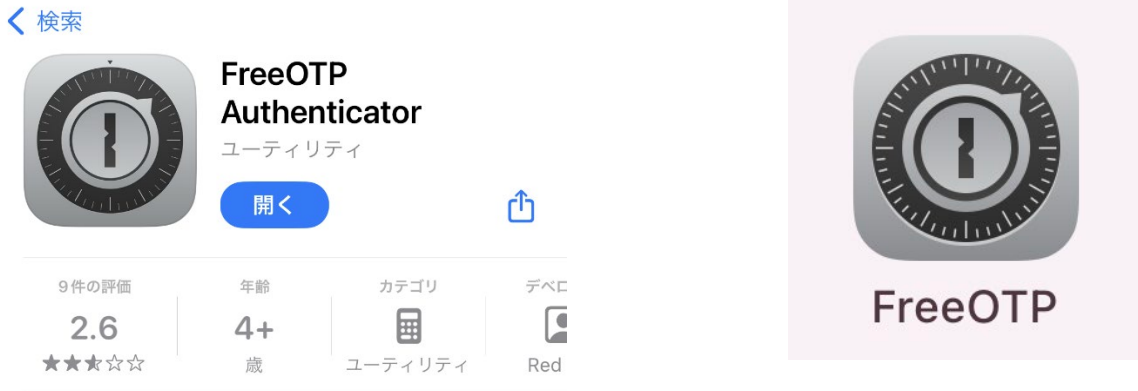 検索
FreeOTP
Authenticator
ユーティリティ
開く
9件の評価
2.6
年齢
4+
歳
カテゴリ
ユーティリティ
デベロ
Red
FreeOTP